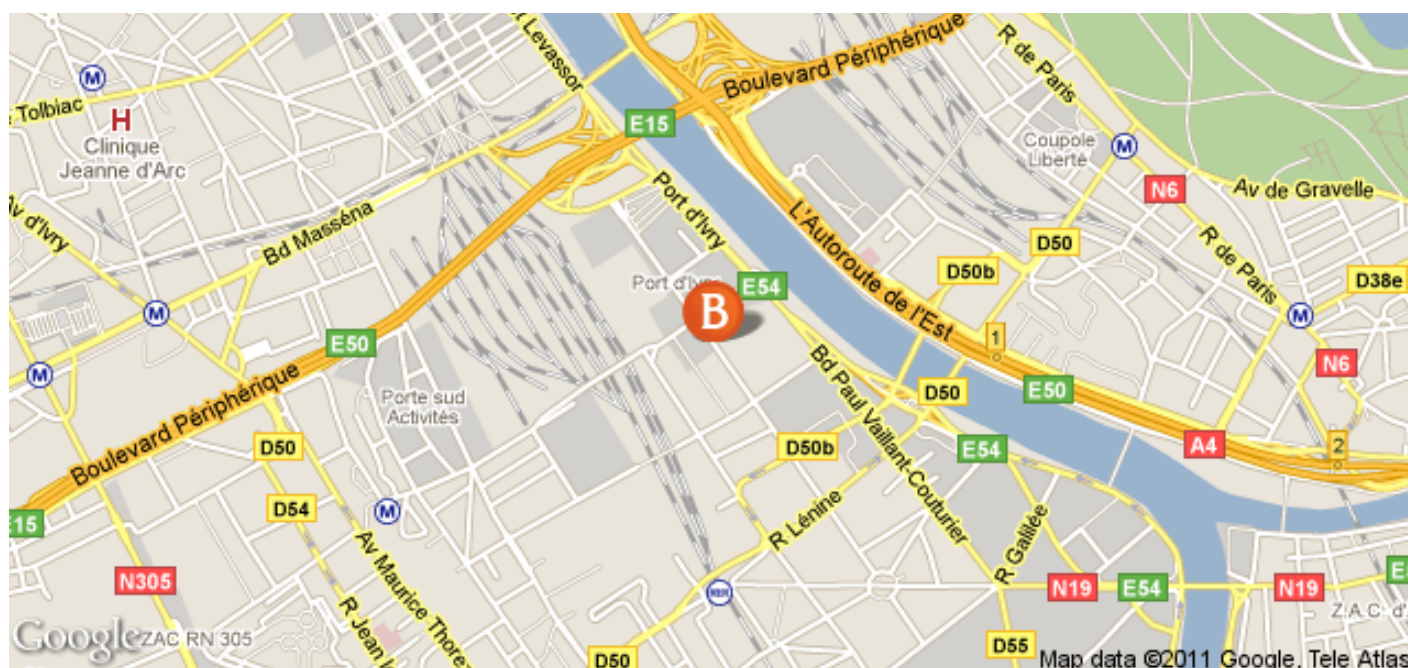 Levassor
R de Paris
Boulevard Périphérique
Tolbiac
H
Clinique
Jeanne d'Arc
E15
Coupole
Liberté
N6
Av de Gravelle
Av d'Ivry
Bd Masséna
Port d'Ivry
L'Autoroute de l'Est
D50
R de Paris
D50b
D38e
Port d'Ivry
E54
B
E50
1
N6
Boulevard Périphérique
Porte sud
Activités
Bd Paul Vaillant-Couturier
D50
E50
D50
D50b
E54
A4
2
D54
E15
Av Maurice Thorez
R Lénine
R Galilée
N305
R Jean
RER
N19
E54
N19
Google
ZAC RN 305
Z.A.C. d'
D50
D55
Map data ©2011 Google, Tele Atlas
M
M
M
M
M
M